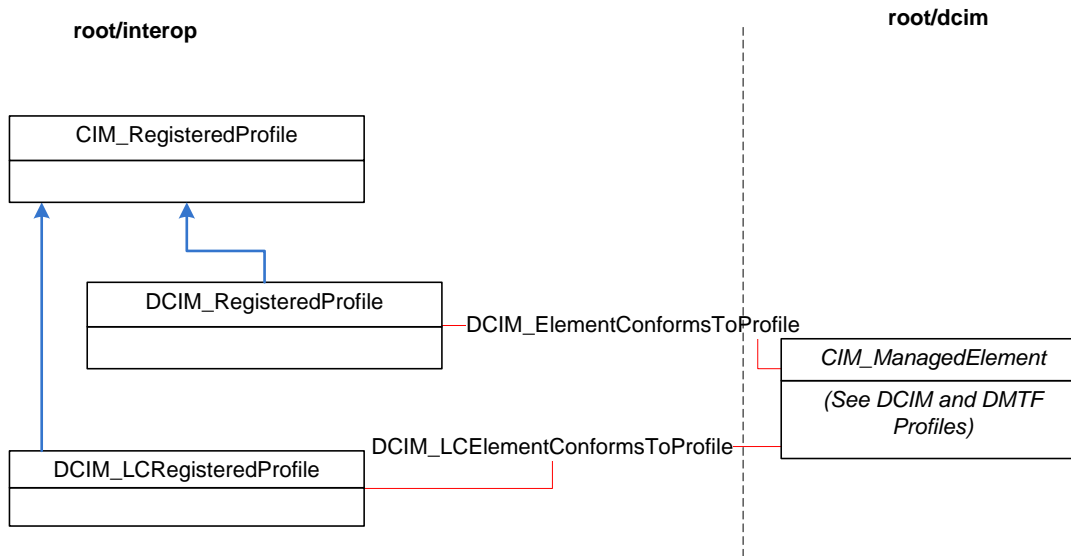 root/interop
root/dcim
CIM_RegisteredProfile
DCIM_RegisteredProfile
DCIM_ElementConformsToProfile
CIM_ManagedElement
(See DCIM and DMTF
Profiles)
DCIM_LCElementConformsToProfile
DCIM_LCRegisteredProfile